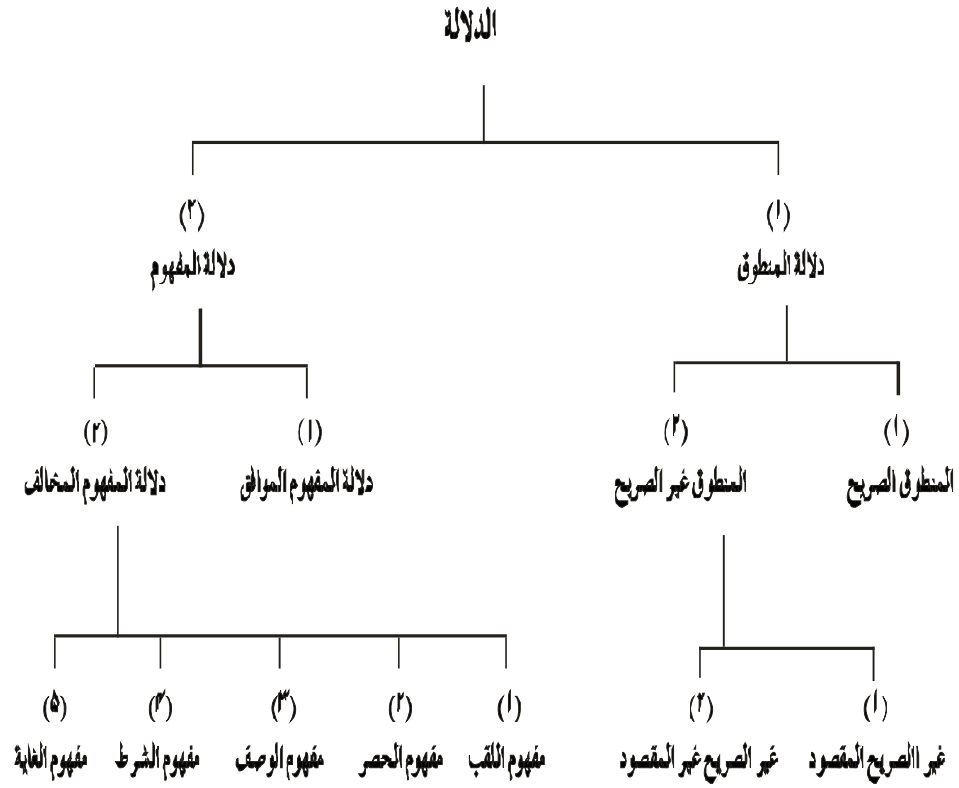 الدلالة
(١) (٢)
دلالة المنطوق دلالة المفهوم
(١) (٢) (١) (٢)
المنطوق الصريح المنطوق غير الصريح دلالة المفهوم الموافق دلالة المفهوم المخالف
(١) (٢) (١) (٢) (٣) (٤) (٥)
غير الصريح المقصود غير الصريح غير المقصود مفهوم اللقب مفهوم الحصر مفهوم الوصف مفهوم الشرط مفهوم الغاية